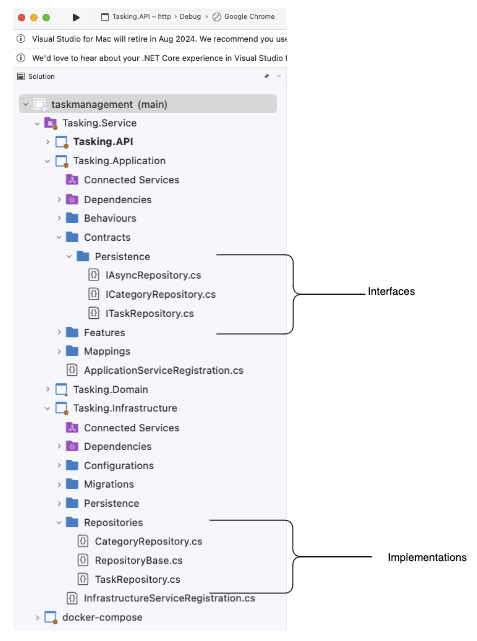 Tasking.API – http › Debug › Google Chrome
Visual Studio for Mac will retire in Aug 2024. We recommend you use
We'd love to hear about your .NET Core experience in Visual Studio f
Solution
taskmanagement (main)
Tasking.Service
Tasking.API
Tasking.Application
Connected Services
Dependencies
Behaviours
Contracts
Persistence
IAsyncRepository.cs
Interfaces
ICategoryRepository.cs
ITaskRepository.cs
Features
Mappings
ApplicationServiceRegistration.cs
Tasking.Domain
Tasking.Infrastructure
Connected Services
Dependencies
Configurations
Migrations
Persistence
Repositories
CategoryRepository.cs
Implementations
RepositoryBase.cs
TaskRepository.cs
InfrastructureServiceRegistration.cs
docker-compose